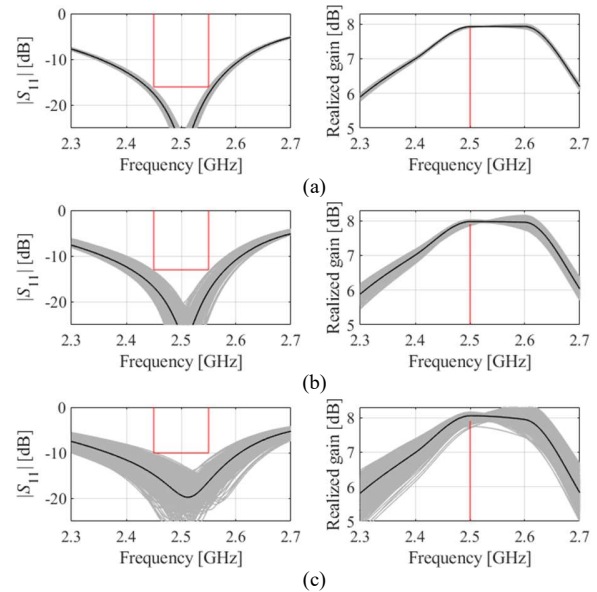 0
-10
-20
|S11| [dB]
2.3 2.4 2.5 2.6 2.7
Frequency [GHz]
8
7
6
5
Realized gain [dB]
2.3 2.4 2.5 2.6 2.7
Frequency [GHz]
(a)
0
-10
-20
|S11| [dB]
2.3 2.4 2.5 2.6 2.7
Frequency [GHz]
8
7
6
5
Realized gain [dB]
2.3 2.4 2.5 2.6 2.7
Frequency [GHz]
(b)
0
-10
-20
|S11| [dB]
2.3 2.4 2.5 2.6 2.7
Frequency [GHz]
8
7
6
5
Realized gain [dB]
2.3 2.4 2.5 2.6 2.7
Frequency [GHz]
(c)